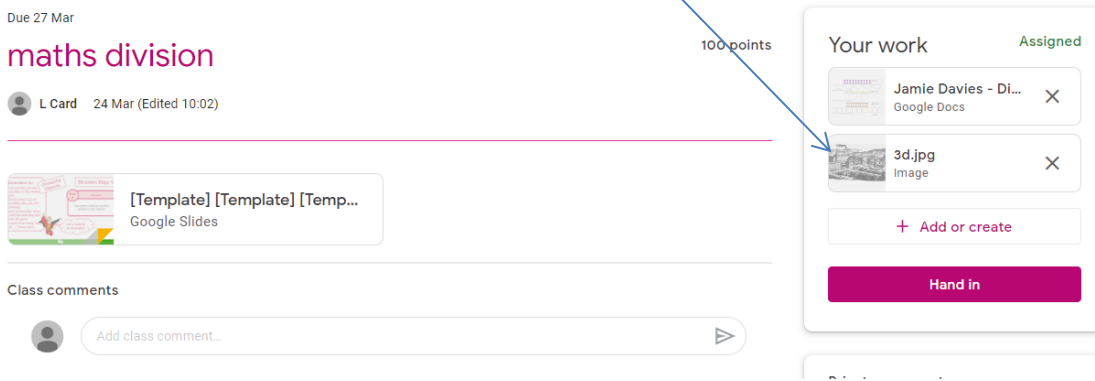 Due 27 Mar
maths division
100 points
L Card 24 Mar (Edited 10:02)
[Template] [Template] [Temp...
Google Slides
Class comments
Add class comment...
Your work
Assigned
Jamie Davies - Di...
Google Docs
3d.jpg
Image
+ Add or create
Hand in